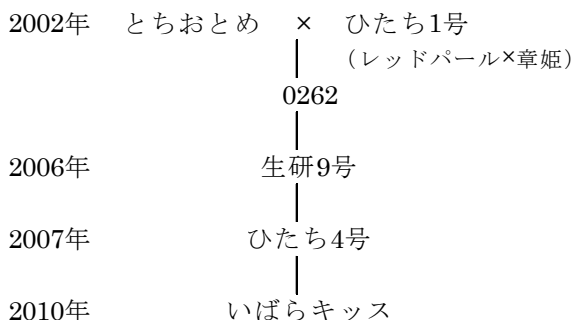 2002年 とちおとめ × ひたち1号
（レッドパール×章姫）
0262
2006年 生研9号
2007年 ひたち4号
2010年 いばらキッス